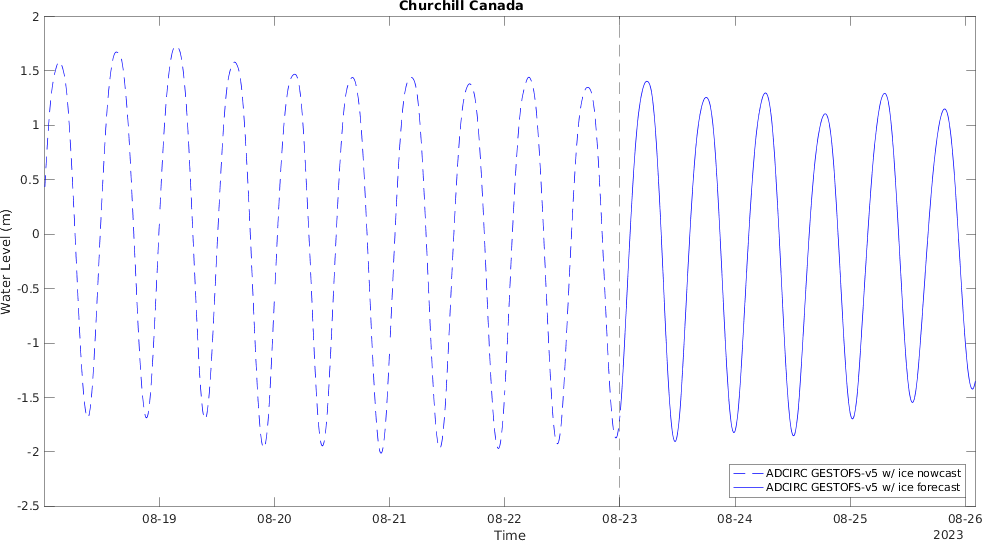 Churchill Canada
2
1.5
1
0.5
0
-0.5
-1
-1.5
-2
-2.5
Water Level (m)
08-19 08-20 08-21 08-22 08-23 08-24 08-25 08-26
Time
2023
ADCIRC GESTOFS-v5 w/ ice nowcast
ADCIRC GESTOFS-v5 w/ ice forecast